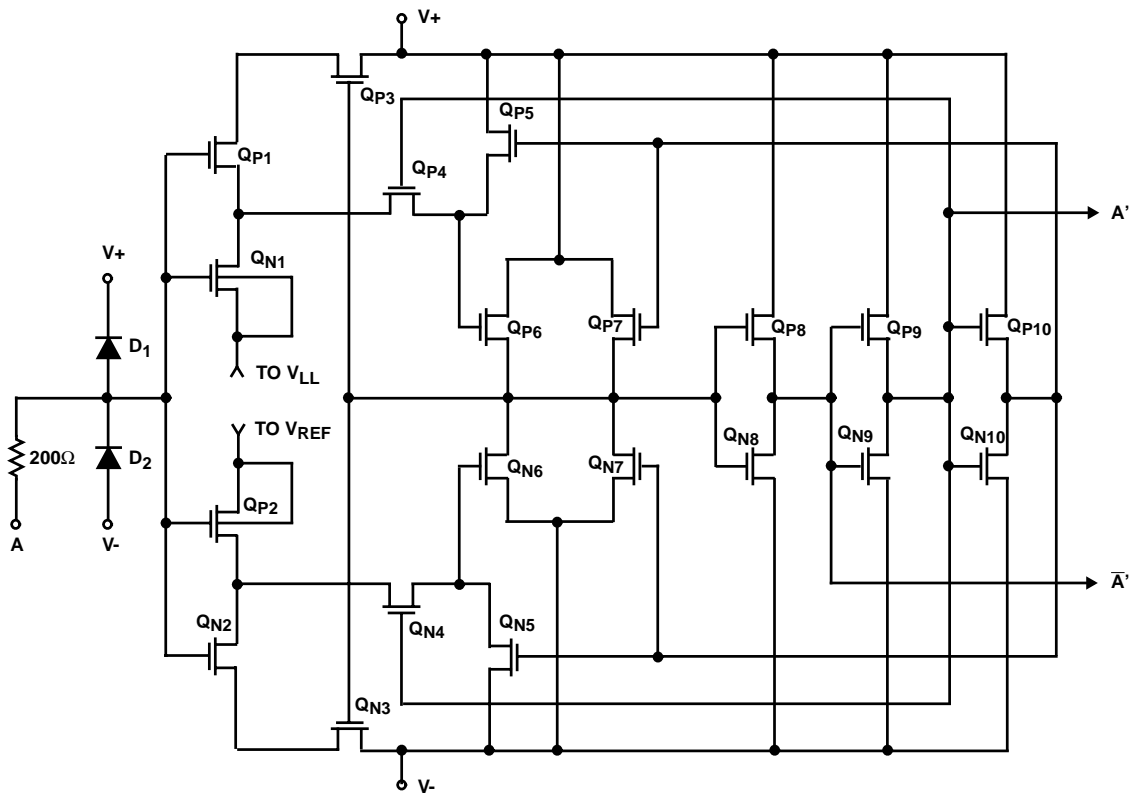 V+
QP3
QP5
QP1
QP4
A'
V+
QN1
QP6
QP7
QP8
QP9
QP10
D1
TO VLL
TO VREF
200Ω
D2
QN6
QN7
QN8
QN9
QN10
QP2
A
V-
A̅'
QN2
QN4
QN5
QN3
V-